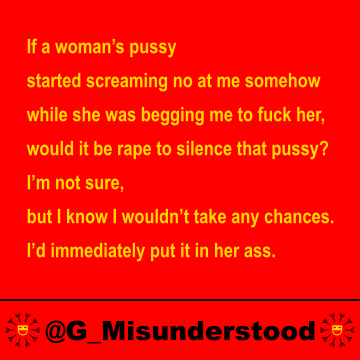 If a woman’s pussy
started screaming no at me somehow
while she was begging me to fuck her,
would it be rape to silence that pussy?
I’m not sure,
but I know I wouldn’t take any chances.
I’d immediately put it in her ass.
@G_Misunderstood